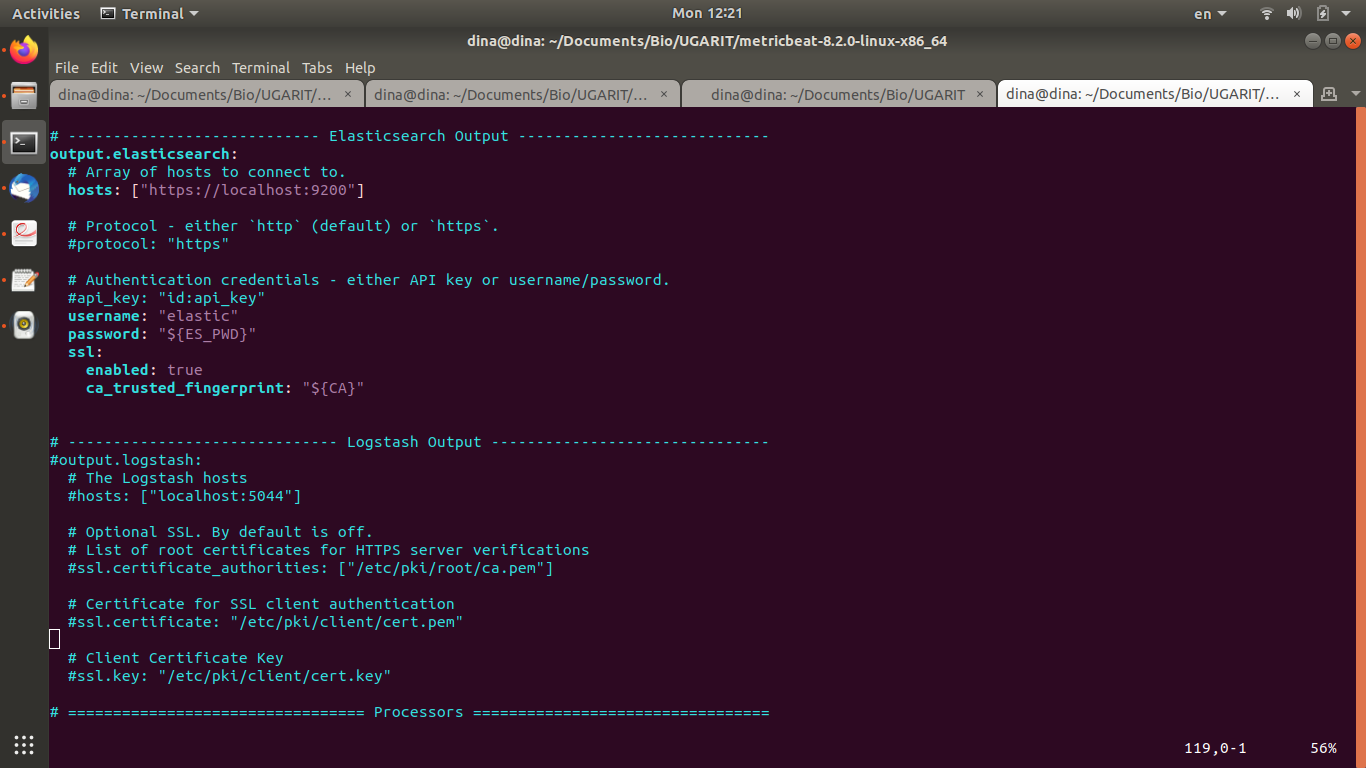 Activities Terminal Mon 12:21 en
dina@dina: ~/Documents/Bio/UGARIT/metricbeat-8.2.0-linux-x86_64
File Edit View Search Terminal Tabs Help
dina@dina: ~/Documents/Bio/UGARIT/... × dina@dina: ~/Documents/Bio/UGARIT/... × dina@dina: ~/Documents/Bio/UGARIT × dina@dina: ~/Documents/Bio/UGARIT/... ×
# ---------------------------- Elasticsearch Output ----------------------------
output.elasticsearch:
  # Array of hosts to connect to.
  hosts: ["https://localhost:9200"]
  # Protocol - either `http` (default) or `https`.
  #protocol: "https"
  # Authentication credentials - either API key or username/password.
  #api_key: "id:api_key"
  username: "elastic"
  password: "${ES_PWD}"
  ssl:
    enabled: true
    ca_trusted_fingerprint: "${CA}"
# ------------------------------ Logstash Output -------------------------------
#output.logstash:
  # The Logstash hosts
  #hosts: ["localhost:5044"]
  # Optional SSL. By default is off.
  # List of root certificates for HTTPS server verifications
  #ssl.certificate_authorities: ["/etc/pki/root/ca.pem"]
  # Certificate for SSL client authentication
  #ssl.certificate: "/etc/pki/client/cert.pem"
  # Client Certificate Key
  #ssl.key: "/etc/pki/client/cert.key"
# ================================= Processors =================================
119,0-1 56%